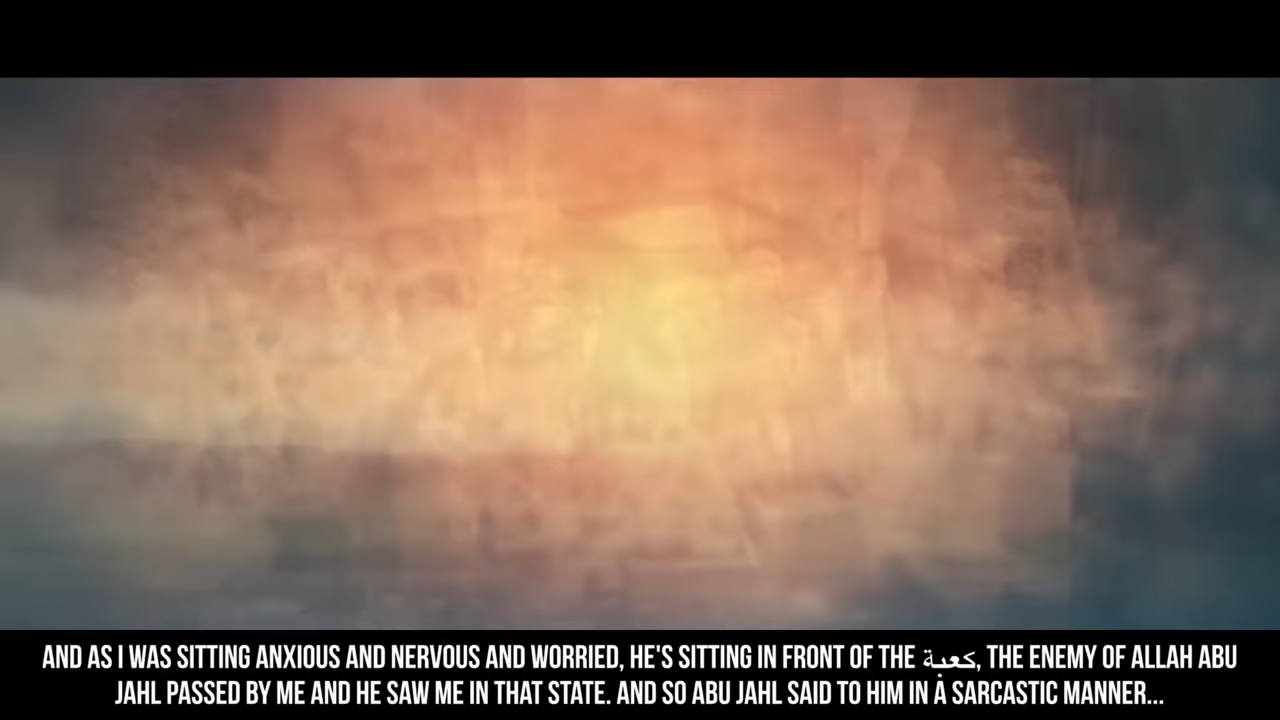 AND AS I WAS SITTING ANXIOUS AND NERVOUS AND WORRIED, HE'S SITTING IN FRONT OF THE كعبة, THE ENEMY OF ALLAH ABU
JAHL PASSED BY ME AND HE SAW ME IN THAT STATE. AND SO ABU JAHL SAID TO HIM IN A SARCASTIC MANNER...